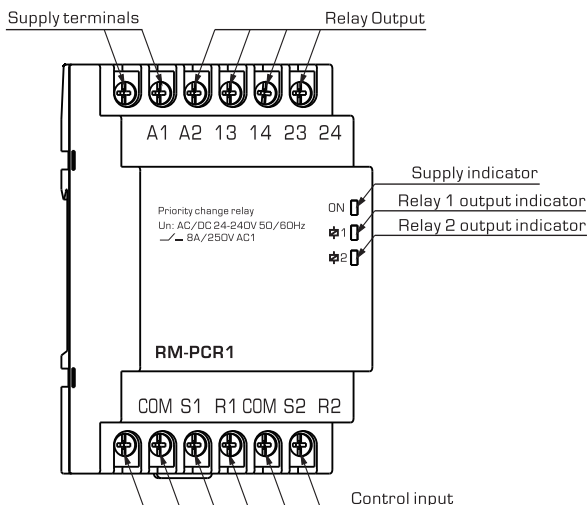 Supply terminals Relay Output
A1 A2 13 14 23 24
Supply indicator
ON
Relay 1 output indicator
1
Relay 2 output indicator
2
Priority change relay
Un: AC/DC 24-240V 50/60Hz
8A/250V AC1
RM-PCR1
COM S1 R1 COM S2 R2
Control input